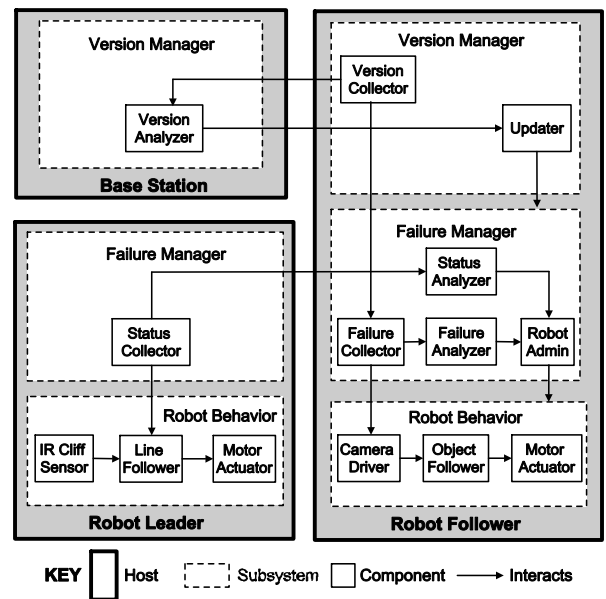 Version Manager
Version
Analyzer
Base Station
Version Manager
Version
Collector
Updater
Failure Manager
Status
Collector
Robot Behavior
IR Cliff
Sensor
Line
Follower
Motor
Actuator
Robot Leader
Failure Manager
Status
Analyzer
Failure
Collector
Failure
Analyzer
Robot
Admin
Robot Behavior
Camera
Driver
Object
Follower
Motor
Actuator
Robot Follower
KEY Host Subsystem Component Interacts